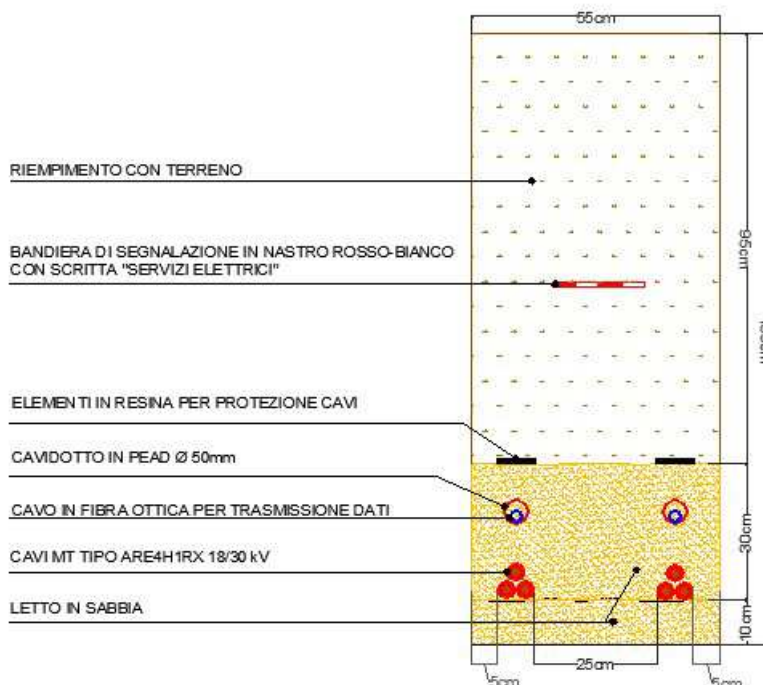 55cm
RIEMPIMENTO CON TERRENO
BANDIERA DI SEGNALAZIONE IN NASTRO ROSSO-BIANCO
CON SCRITTA "SERVIZI ELETTRICI"
95cm
ELEMENTI IN RESINA PER PROTEZIONE CAVI
CAVIDOTTO IN PEAD Ø 50mm
CAVO IN FIBRA OTTICA PER TRASMISSIONE DATI
30cm
CAVI MT TIPO ARE4H1RX 18/30 kV
LETTO IN SABBIA
10cm
25cm
5cm
5cm